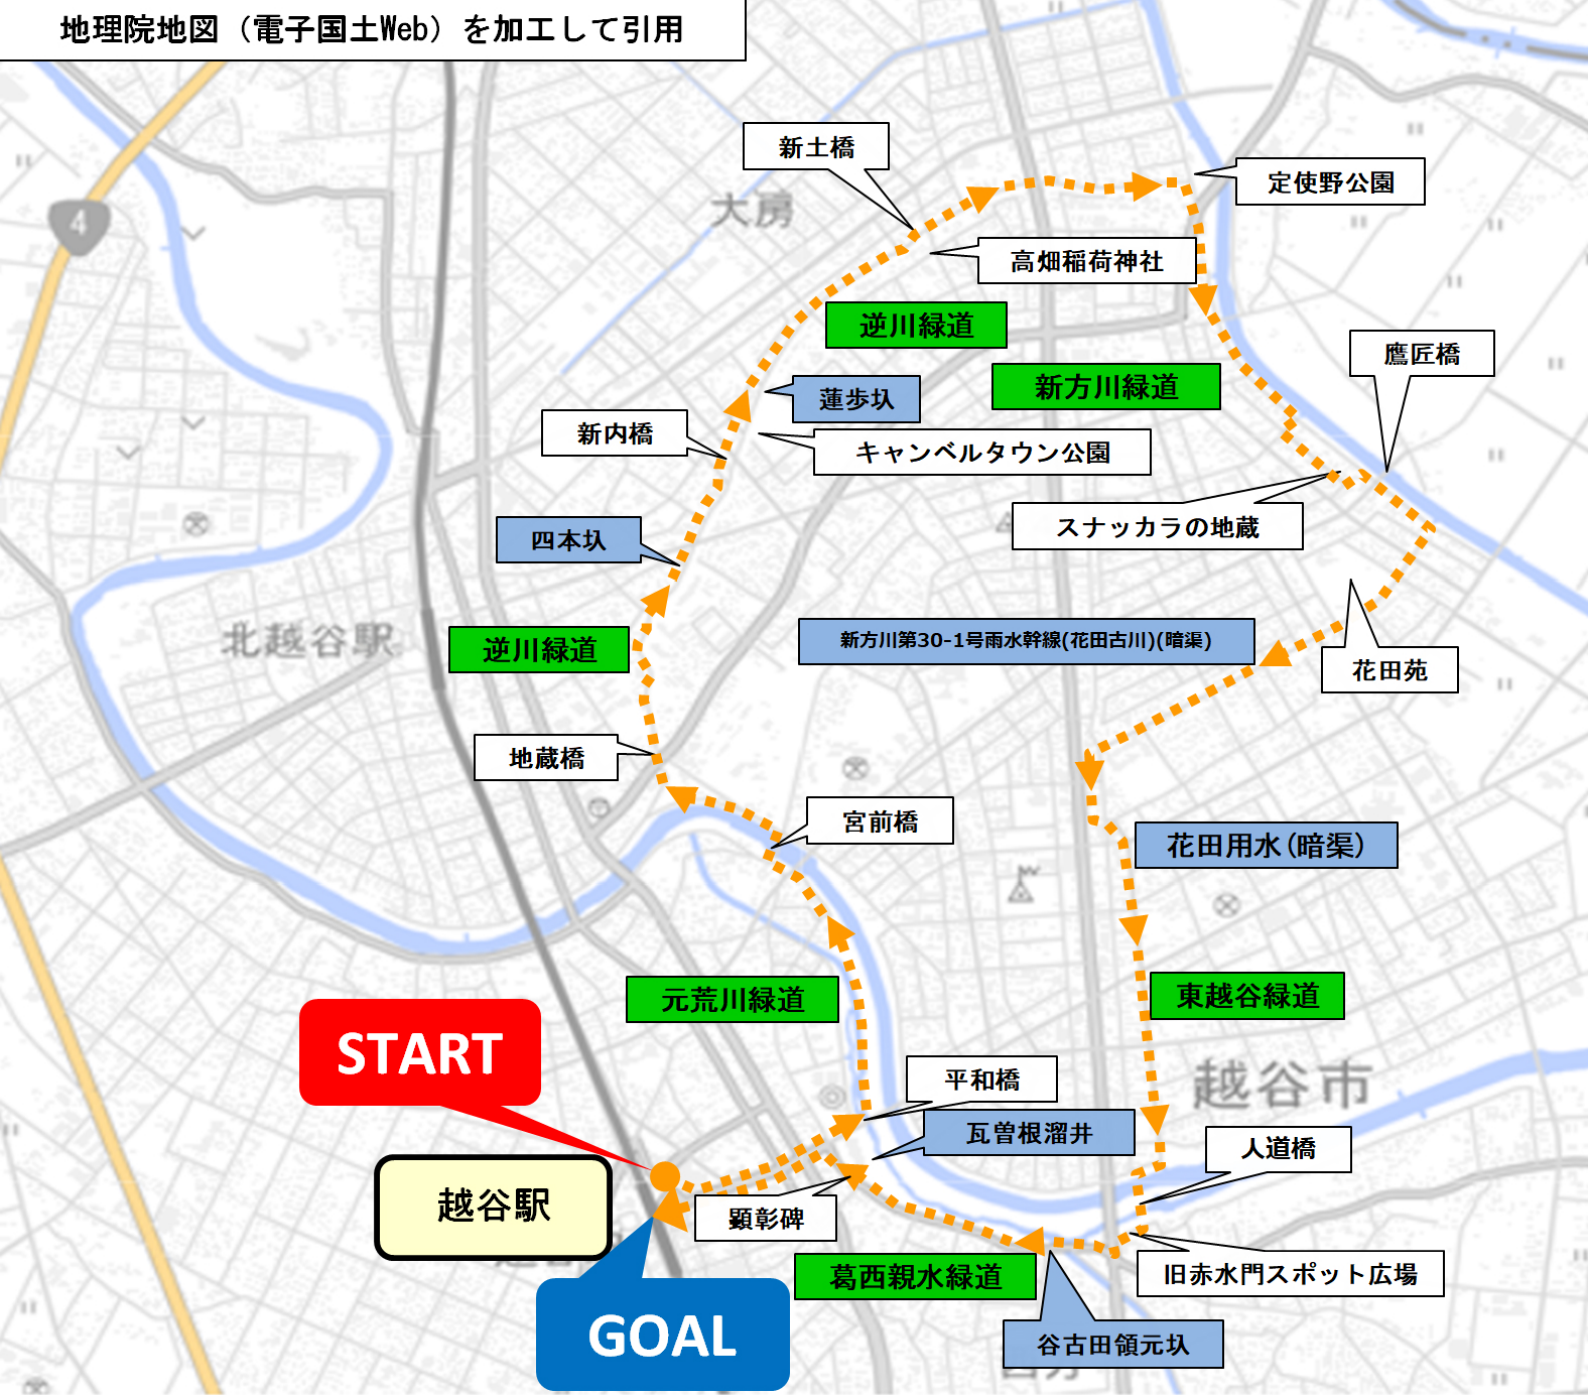 地理院地図（電子国土Web）を加工して引用
新土橋
定使野公園
大房
4
高畑稲荷神社
逆川緑道
鷹匠橋
新方川緑道
蓮歩圦
新内橋
キャンベルタウン公園
スナッカラの地蔵
四本圦
北越谷駅
逆川緑道
新方川第30-1号雨水幹線(花田古川)(暗渠)
花田苑
地蔵橋
宮前橋
花田用水(暗渠)
元荒川緑道
東越谷緑道
START
平和橋
越谷市
瓦曽根溜井
人道橋
越谷駅
顕彰碑
葛西親水緑道
旧赤水門スポット広場
GOAL
谷古田領元圦